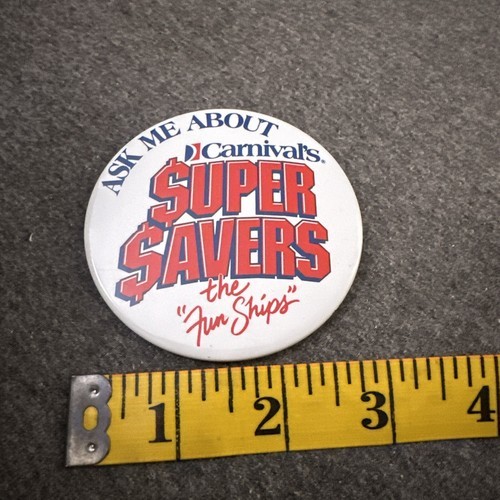 ASK ME ABOUT
Carnival's®
$UPER
$AVERS
the
"Fun Ships"
1 2 3 4